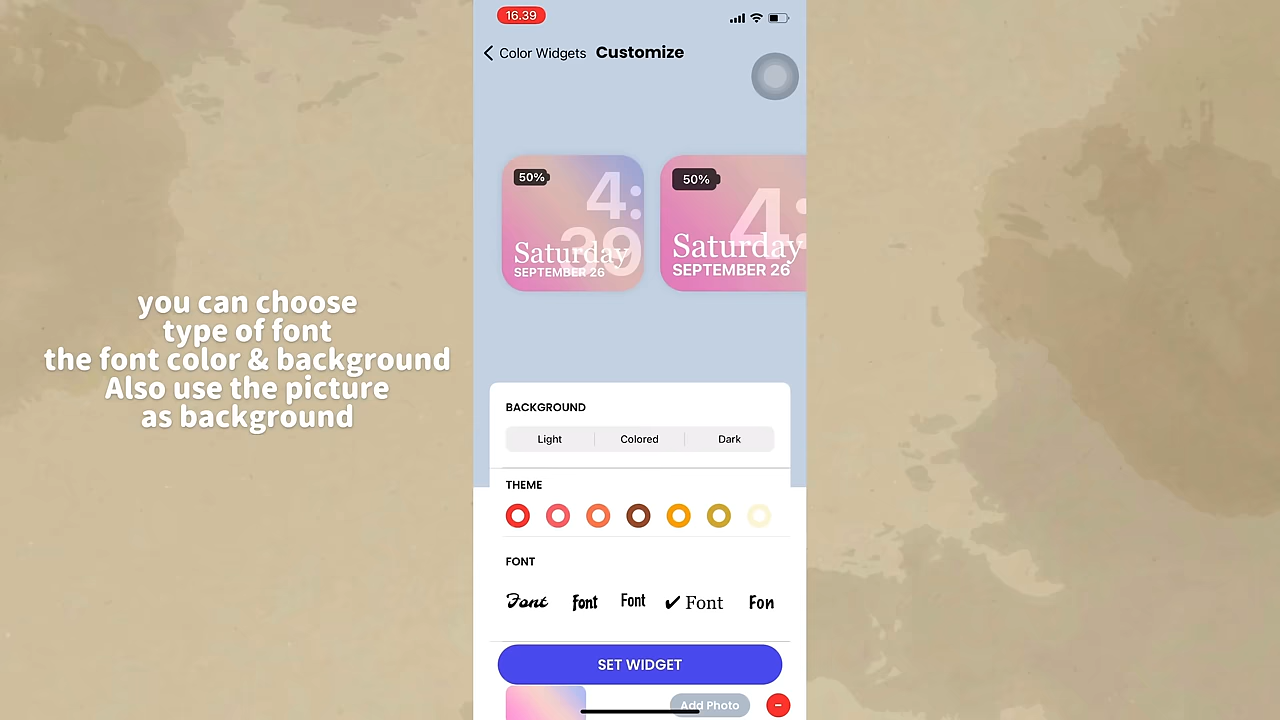 16.39
Color Widgets Customize
50%
4:
39
Saturday
SEPTEMBER 26
50%
4:
Saturday
SEPTEMBER 26
you can choose
type of font
the font color & background
Also use the picture
as background
BACKGROUND
Light Colored Dark
THEME
FONT
Font Font Font ✔ Font Fon
SET WIDGET
Add Photo